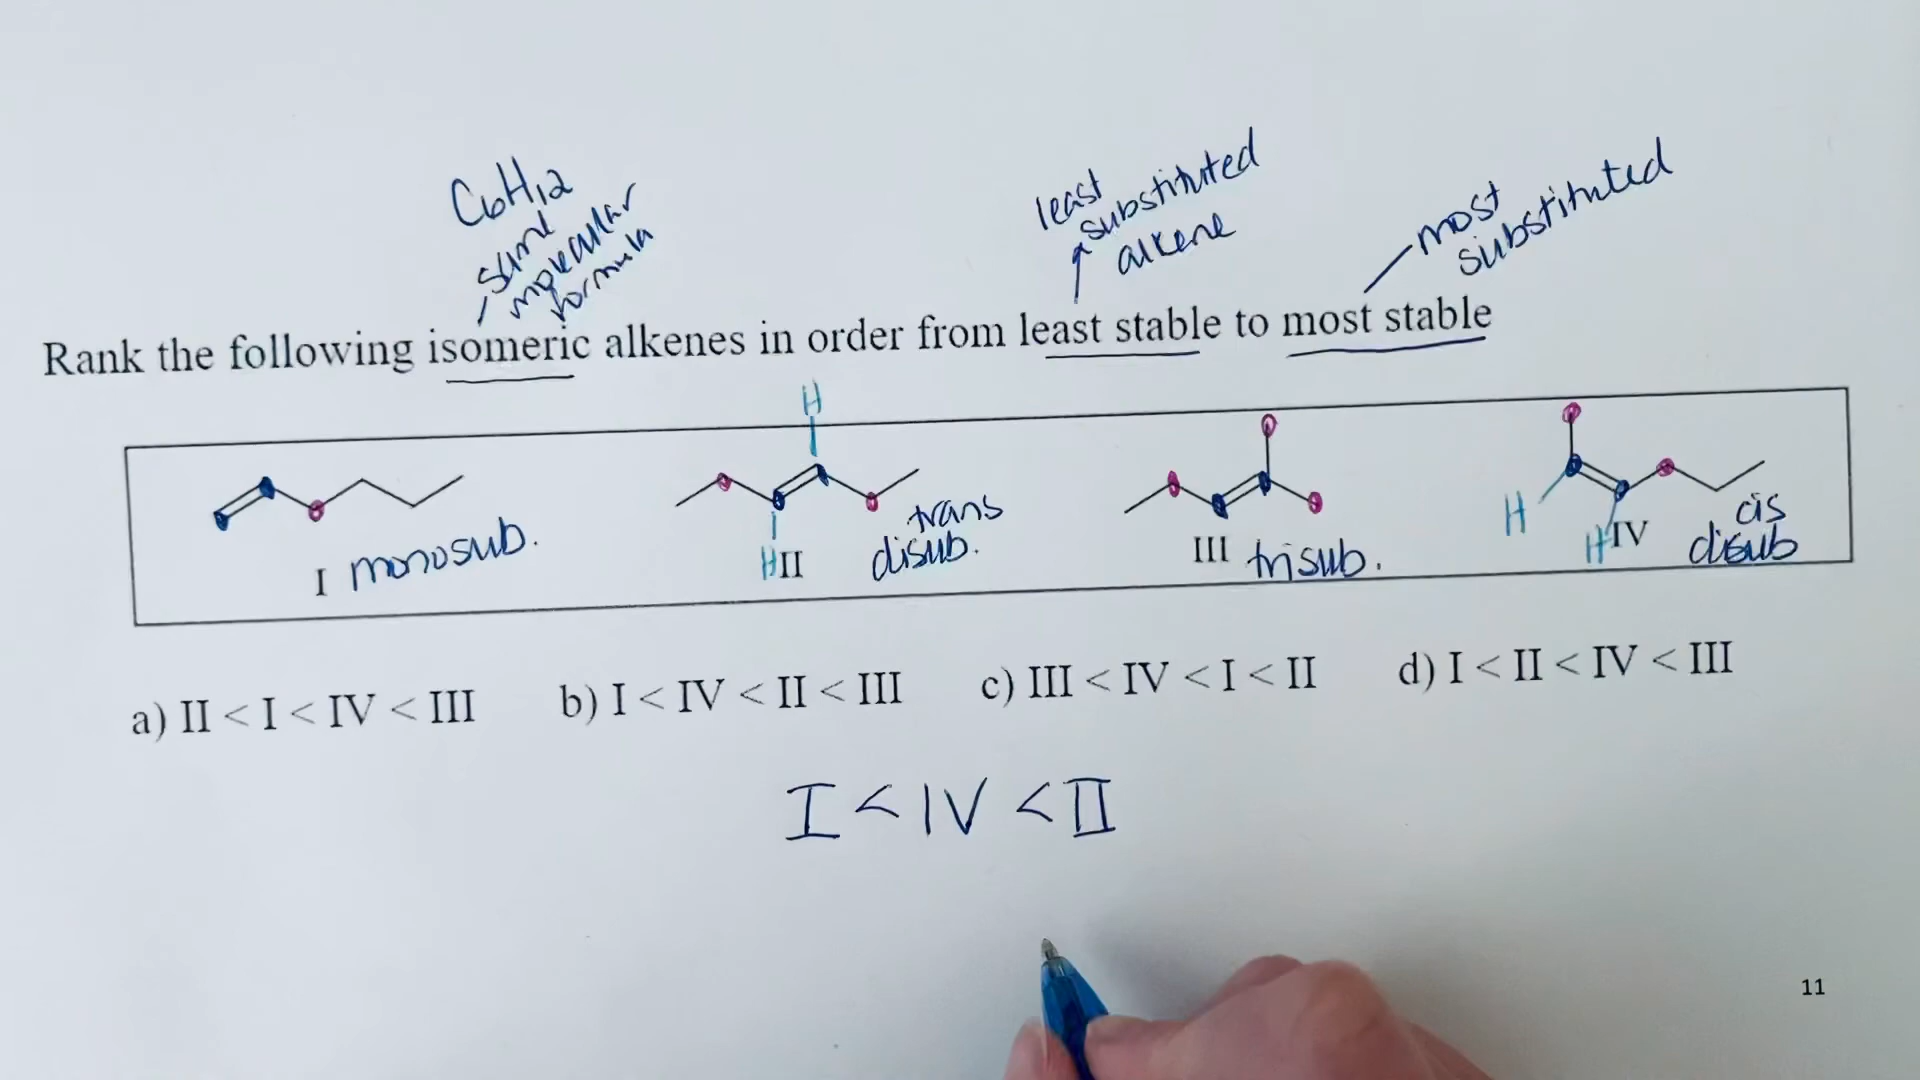 C6H12
same
molecular
formula
least
substituted
alkene
most
substituted
Rank the following isomeric alkenes in order from least stable to most stable
H
H
I monosub.
II
trans
disub.
III trisub.
H
H
IV
cis
disub
a) II < I < IV < III b) I < IV < II < III c) III < IV < I < II d) I < II < IV < III
I < IV < II
11